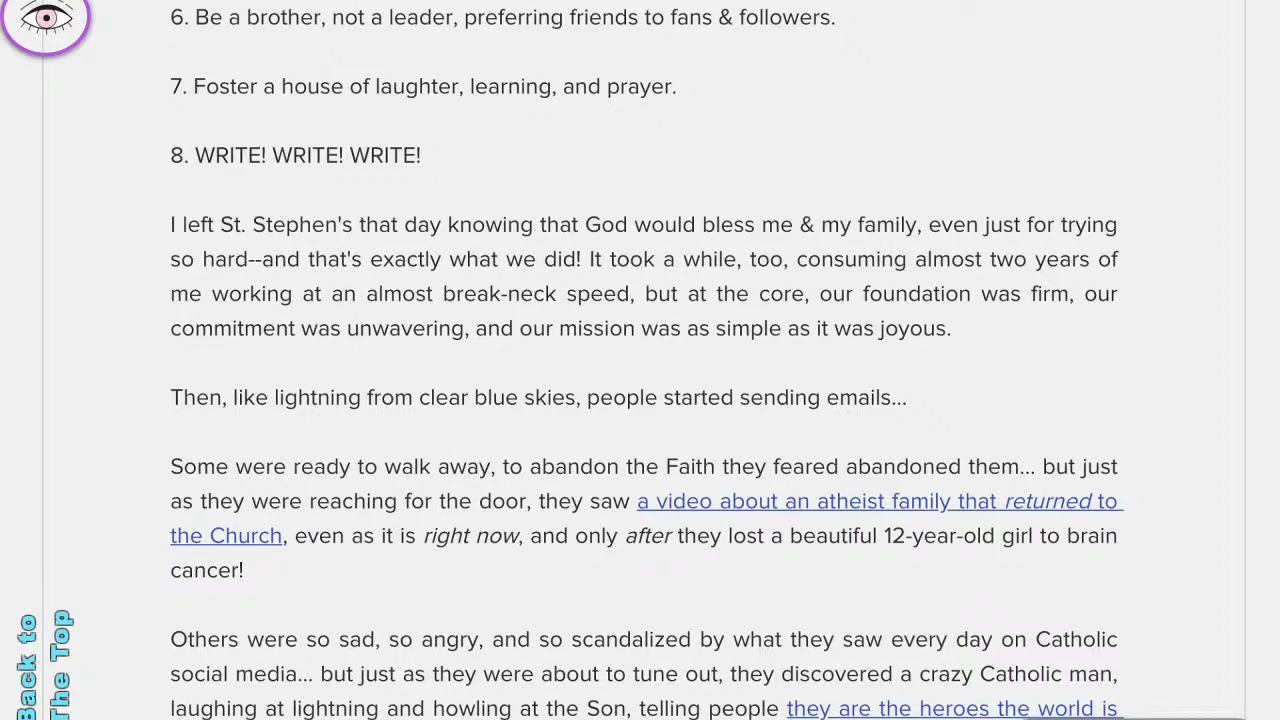 6. Be a brother, not a leader, preferring friends to fans & followers.
7. Foster a house of laughter, learning, and prayer.
8. WRITE! WRITE! WRITE!
I left St. Stephen's that day knowing that God would bless me & my family, even just for trying
so hard--and that's exactly what we did! It took a while, too, consuming almost two years of
me working at an almost break-neck speed, but at the core, our foundation was firm, our
commitment was unwavering, and our mission was as simple as it was joyous.
Then, like lightning from clear blue skies, people started sending emails...
Some were ready to walk away, to abandon the Faith they feared abandoned them... but just
as they were reaching for the door, they saw a video about an atheist family that returned to
the Church, even as it is right now, and only after they lost a beautiful 12-year-old girl to brain
cancer!
Others were so sad, so angry, and so scandalized by what they saw every day on Catholic
social media... but just as they were about to tune out, they discovered a crazy Catholic man,
laughing at lightning and howling at the Son, telling people they are the heroes the world is
Back to
The Top